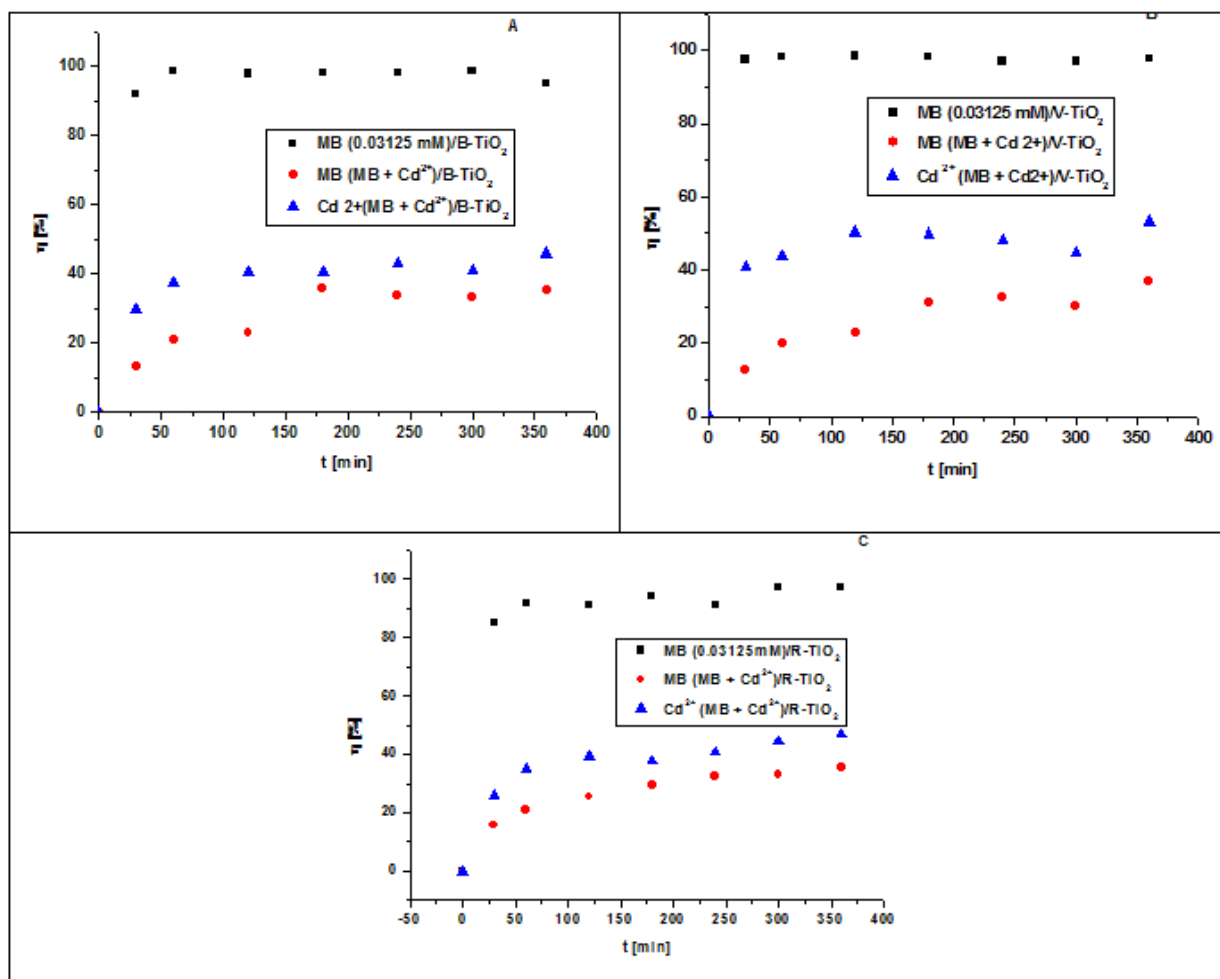 A
100
80
60
40
20
0
η [%]
MB (0.03125 mM)/B-TiO₂
MB (MB + Cd²⁺)/B-TiO₂
Cd 2+(MB + Cd²⁺)/B-TiO₂
0 50 100 150 200 250 300 350 400
t [min]
100
80
60
40
20
0
η [%]
MB (0.03125 mM)/V-TiO₂
MB (MB + Cd 2+)/V-TiO₂
Cd ²⁺ (MB + Cd2+)/V-TiO₂
0 50 100 150 200 250 300 350 400
t [min]
C
100
80
60
40
20
0
η [%]
MB (0.03125mM)/R-TiO₂
MB (MB + Cd²⁺)/R-TiO₂
Cd²⁺ (MB + Cd²⁺)/R-TiO₂
-50 0 50 100 150 200 250 300 350 400
t [min]